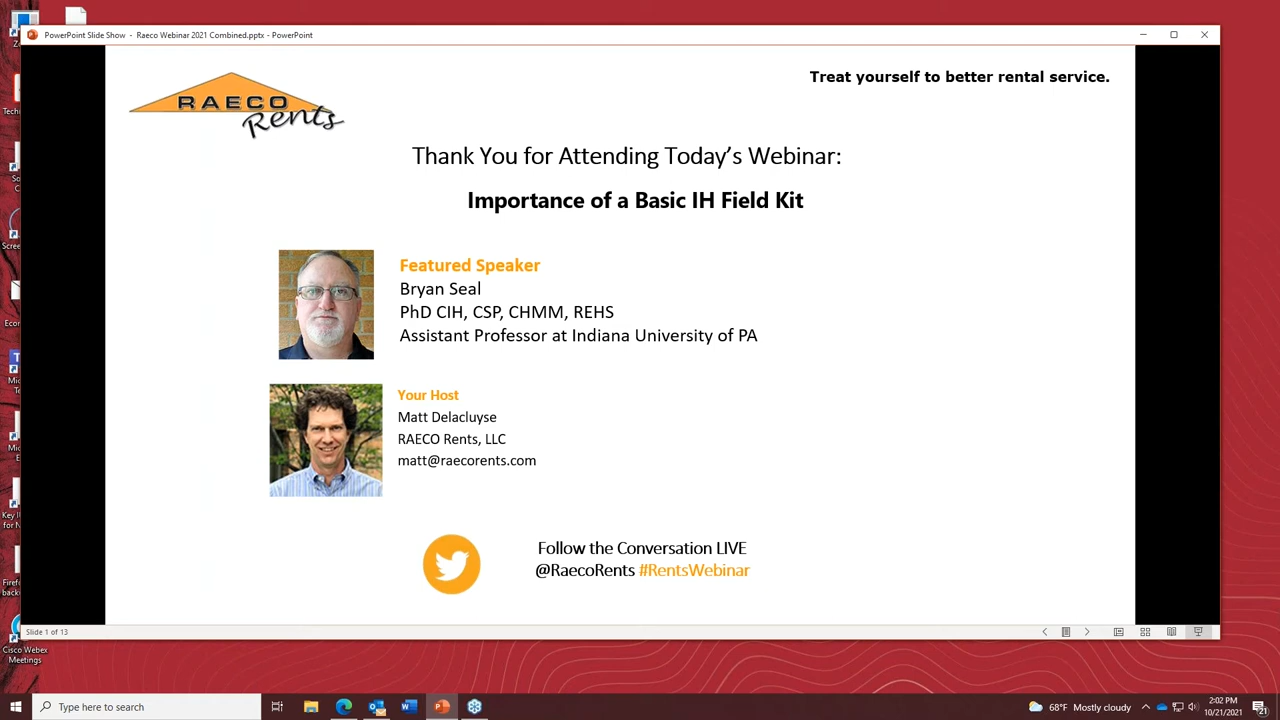 PowerPoint Slide Show - Raeco Webinar 2021 Combined.pptx - PowerPoint
RAECO
Rents
Treat yourself to better rental service.
Thank You for Attending Today's Webinar:
Importance of a Basic IH Field Kit
Featured Speaker
Bryan Seal
PhD CIH, CSP, CHMM, REHS
Assistant Professor at Indiana University of PA
Your Host
Matt Delacluyse
RAECO Rents, LLC
matt@raecorents.com
Follow the Conversation LIVE
@RaecoRents #RentsWebinar
Slide 1 of 13
Cisco Webex
Meetings
Type here to search
68°F Mostly cloudy
2:02 PM
10/21/2021
21